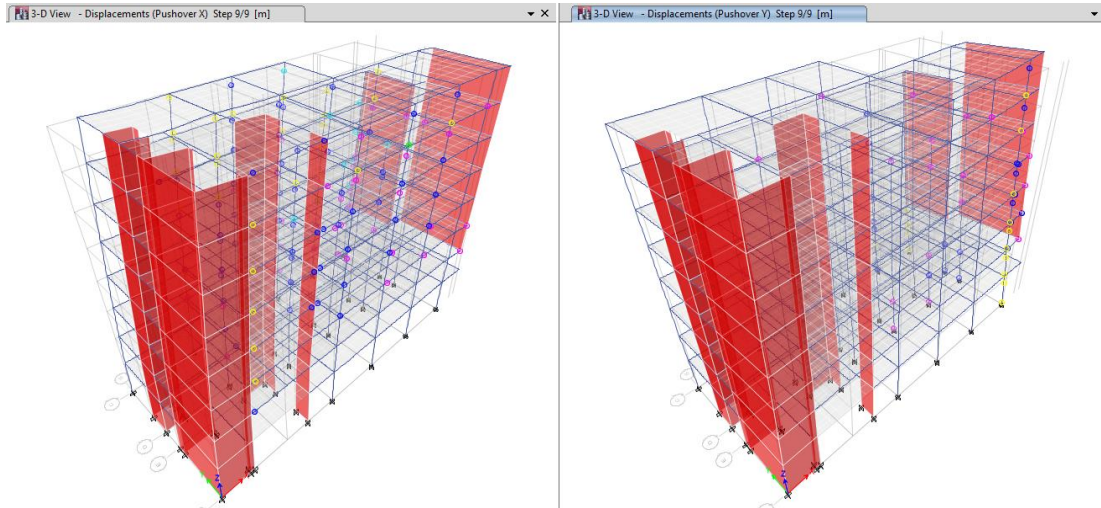 3-D View - Displacements (Pushover X) Step 9/9 [m]
3-D View - Displacements (Pushover Y) Step 9/9 [m]
Z
Z